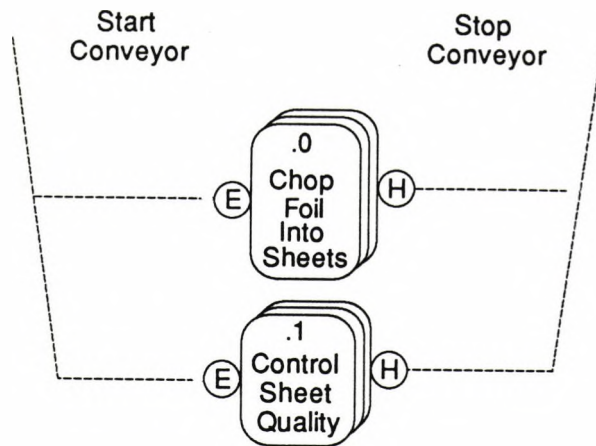 Start
Conveyor
Stop
Conveyor
.0
E
Chop
Foil
Into
Sheets
H
.1
E
Control
Sheet
Quality
H